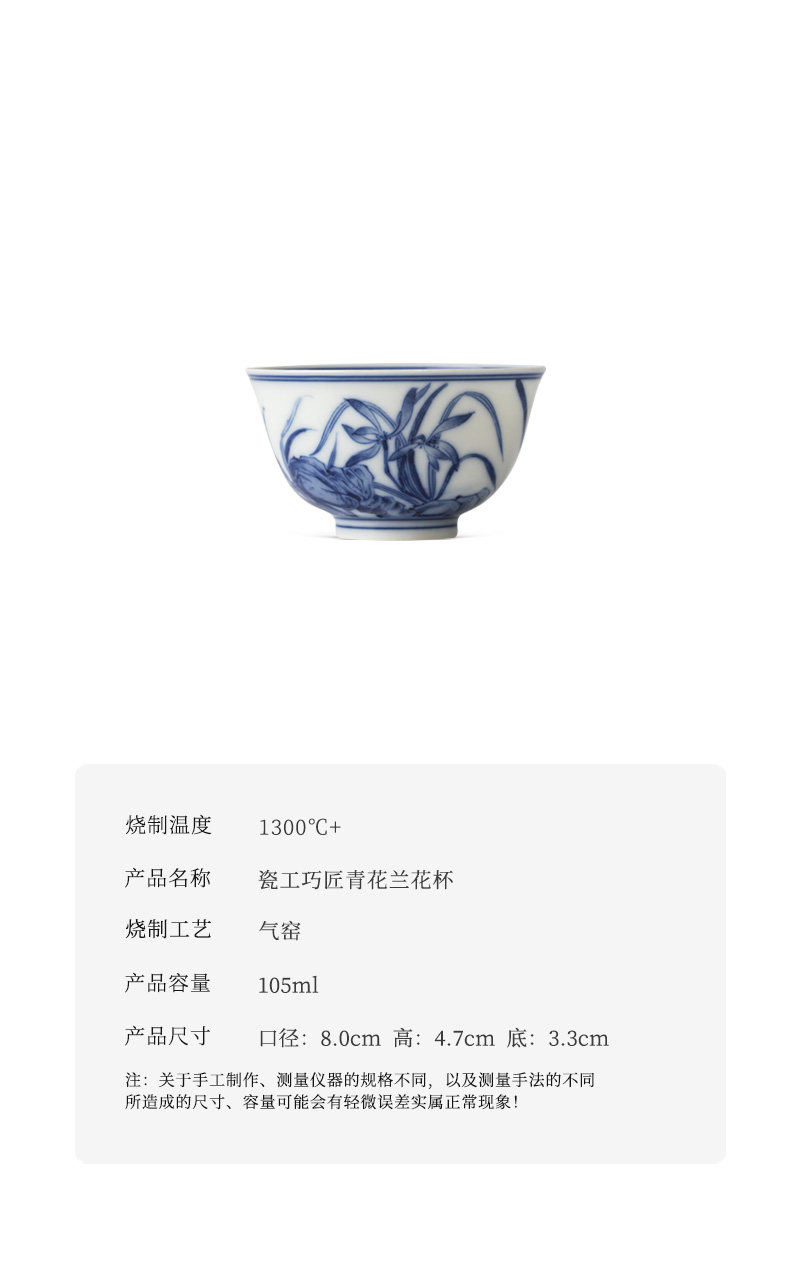 烧制温度 1300℃+
产品名称 瓷工巧匠青花兰花杯
烧制工艺 气窑
产品容量 105ml
产品尺寸 口径：8.0cm 高：4.7cm 底：3.3cm
注：关于手工制作、测量仪器的规格不同，以及测量手法的不同
所造成的尺寸、容量可能会有轻微误差实属正常现象！